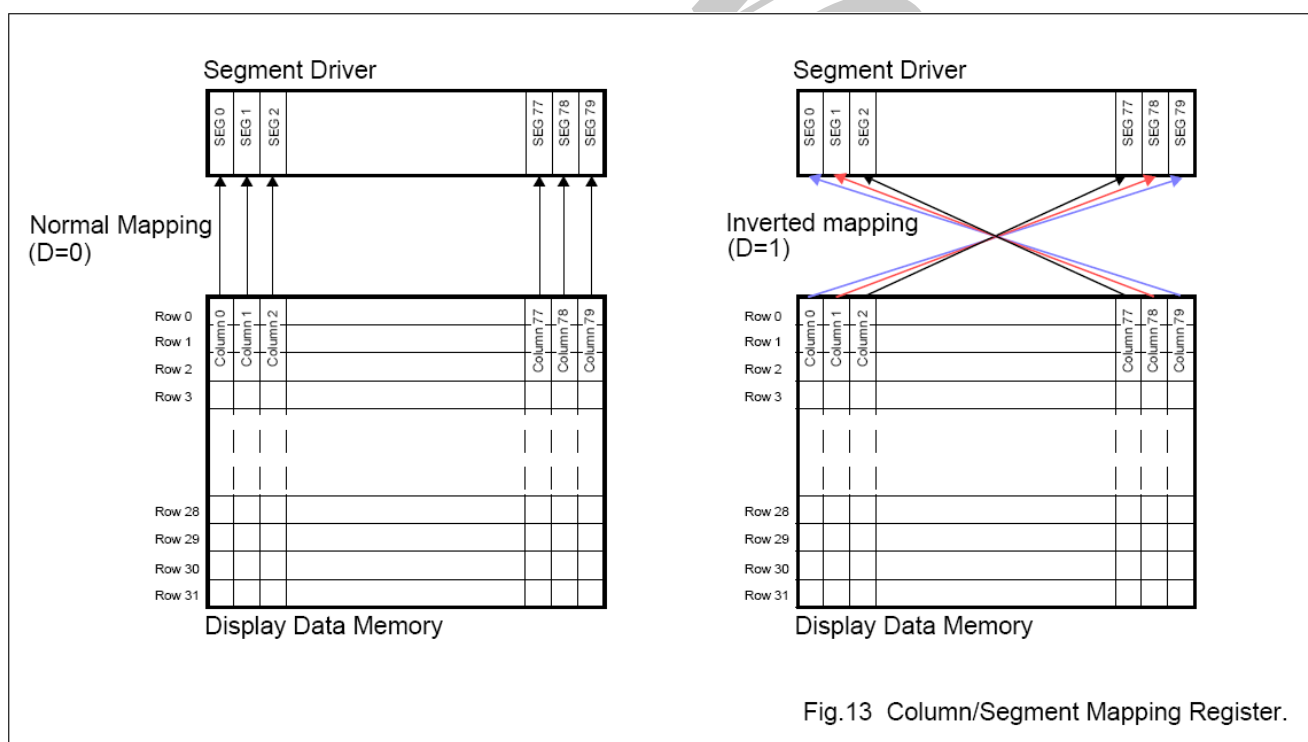 Segment Driver
SEG 0
SEG 1
SEG 2
SEG 77
SEG 78
SEG 79
Normal Mapping
(D=0)
Row 0
Row 1
Row 2
Row 3
Column 0
Column 1
Column 2
Column 77
Column 78
Column 79
Row 28
Row 29
Row 30
Row 31
Display Data Memory
Segment Driver
SEG 0
SEG 1
SEG 2
SEG 77
SEG 78
SEG 79
Inverted mapping
(D=1)
Row 0
Row 1
Row 2
Row 3
Column 0
Column 1
Column 2
Column 77
Column 78
Column 79
Row 28
Row 29
Row 30
Row 31
Display Data Memory
Fig.13 Column/Segment Mapping Register.